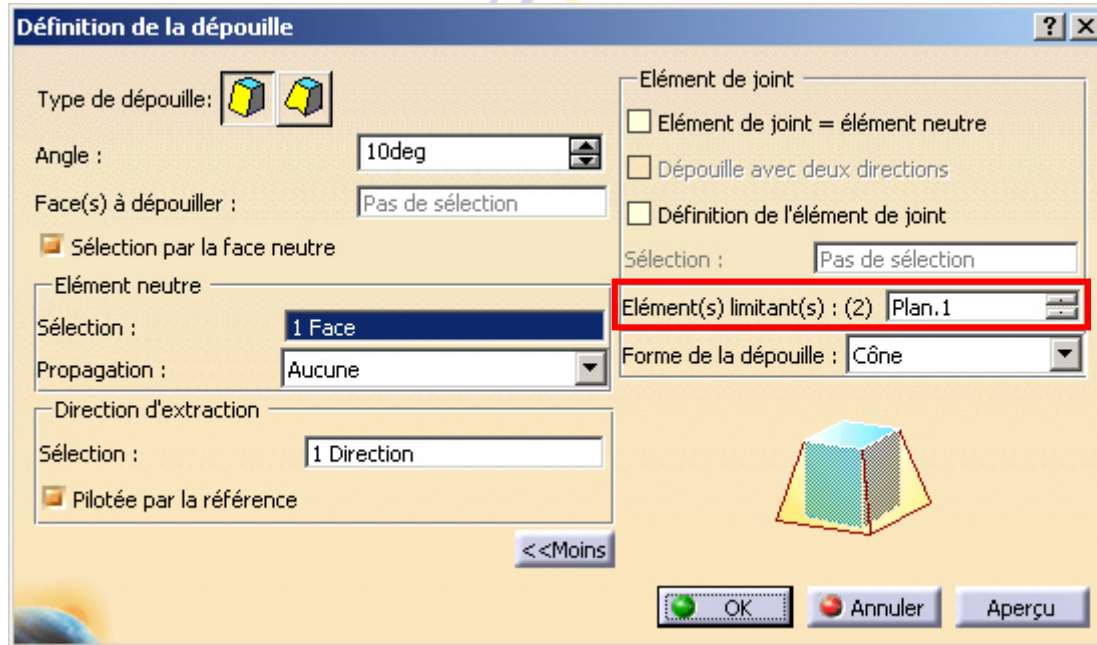 Définition de la dépouille
Type de dépouille:
Angle :
10deg
Face(s) à dépouiller :
Pas de sélection
Sélection par la face neutre
Elément neutre
Sélection :
1 Face
Propagation :
Aucune
Direction d'extraction
Sélection :
1 Direction
Pilotée par la référence
<<Moins
Elément de joint
Elément de joint = élément neutre
Dépouille avec deux directions
Définition de l'élément de joint
Sélection :
Pas de sélection
Elément(s) limitant(s) : (2)
Plan.1
Forme de la dépouille :
Cône
OK
Annuler
Aperçu